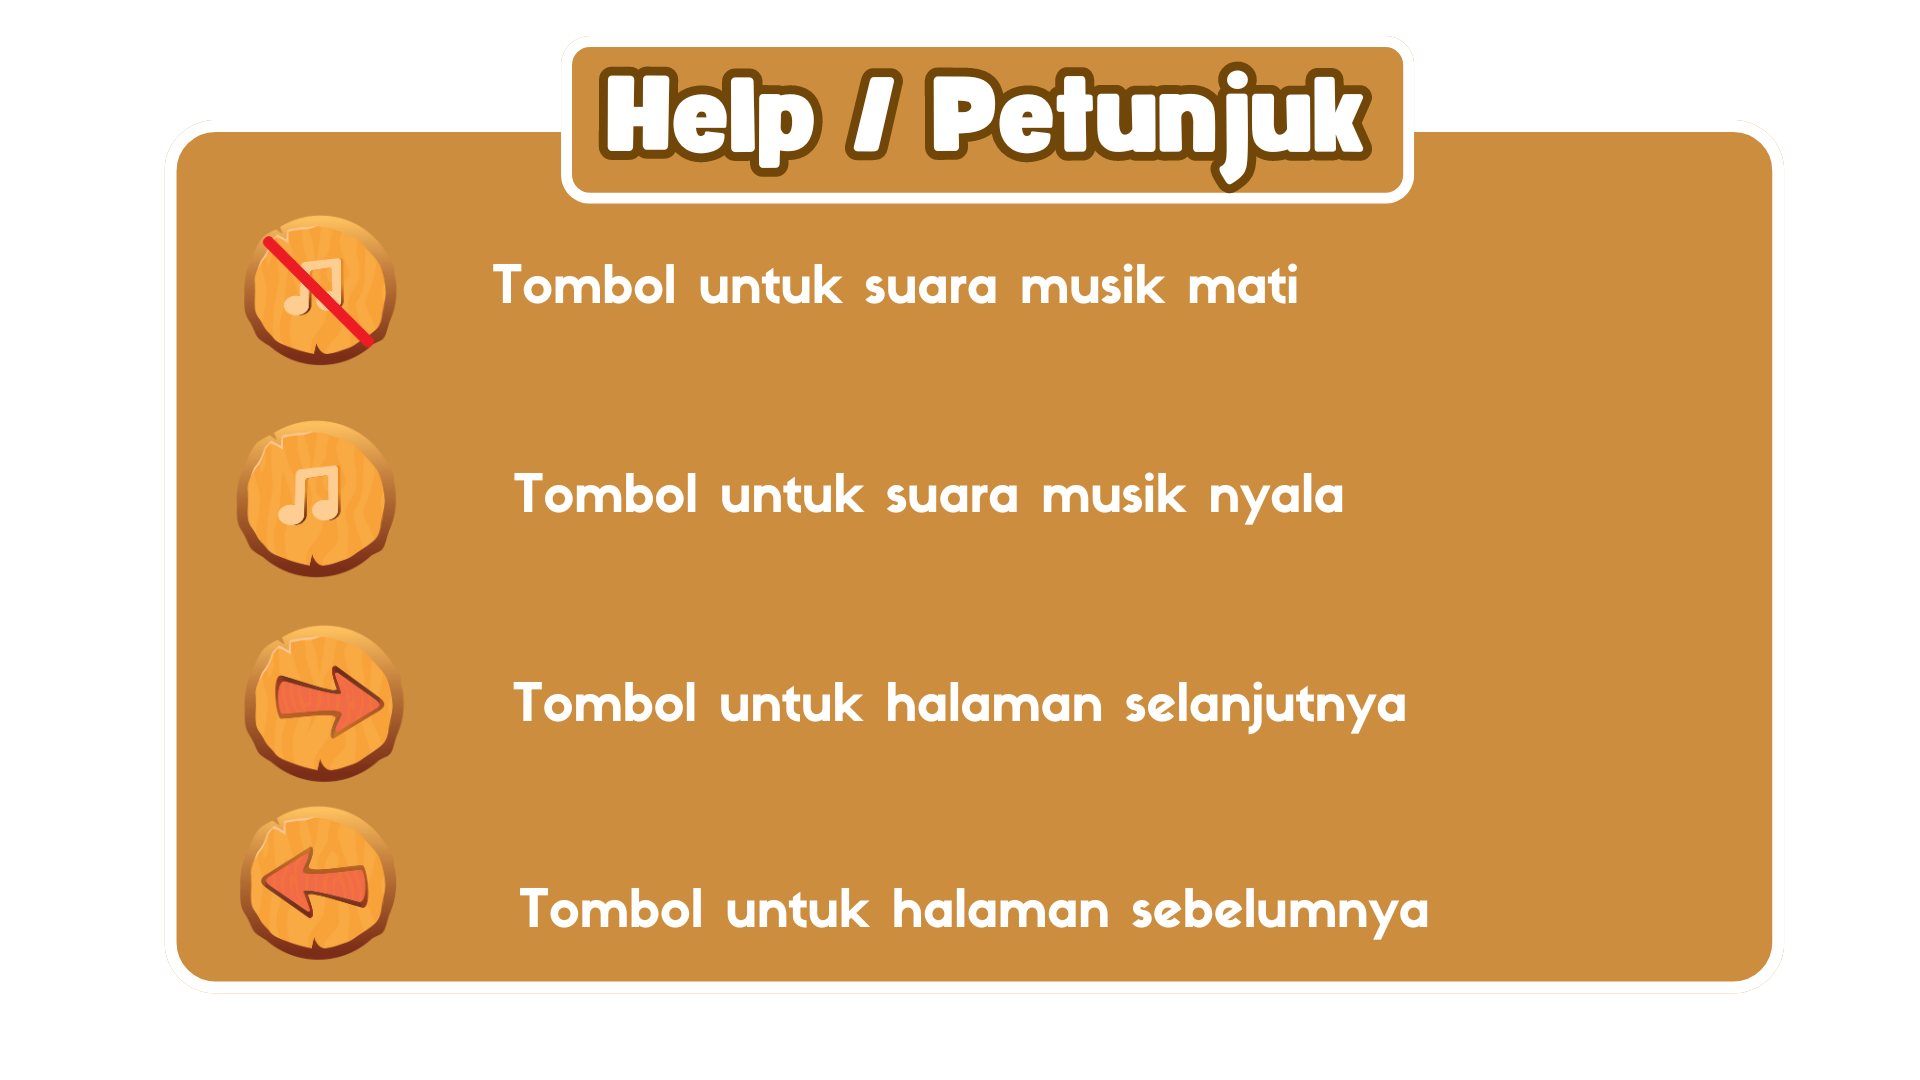 Help / Petunjuk
Tombol untuk suara musik mati
Tombol untuk suara musik nyala
Tombol untuk halaman selanjutnya
Tombol untuk halaman sebelumnya